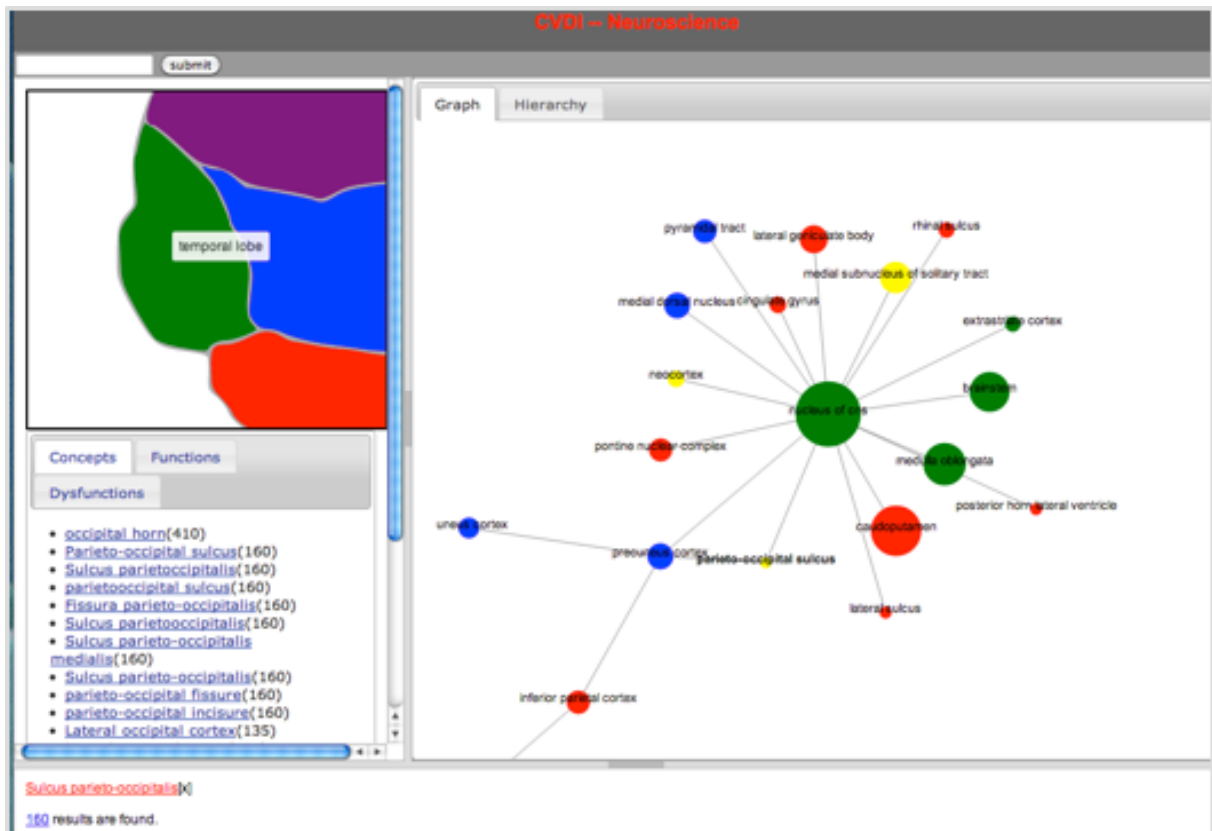 CVDI -- Neuroscience
submit
temporal lobe
Concepts
Functions
Dysfunctions
occipital horn(410)
Parieto-occipital sulcus(160)
Sulcus parietoccipitalis(160)
parietooccipital sulcus(160)
Fissura parieto-occipitalis(160)
Sulcus parietooccipitalis(160)
Sulcus parieto-occipitalis
medialis(160)
Sulcus parieto-occipitalis(160)
parieto-occipital fissure(160)
parieto-occipital incisure(160)
Lateral occipital cortex(135)
Graph
Hierarchy
pyramidal tract
lateral geniculate body
rhinal sulcus
medial subnucleus of solitary tract
medial dorsal nucleus
cingulate gyrus
extrastriate cortex
neocortex
brainstem
nucleus of cns
pontine nuclear complex
medulla oblongata
posterior horn lateral ventricle
uneus cortex
caudoputamen
precuneus cortex
parieto-occipital sulcus
lateral sulcus
inferior parietal cortex
Sulcus parieto-occipitalis[x]
160 results are found.